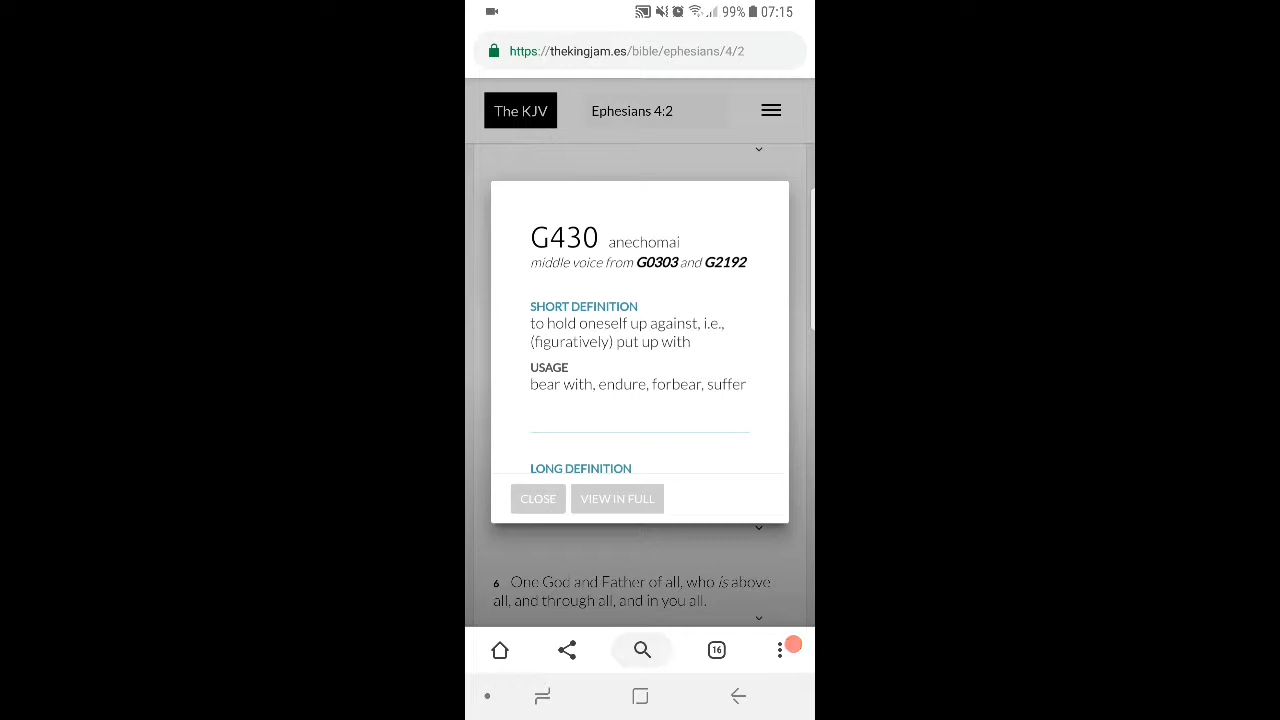 99% 07:15
https://thekingjam.es/bible/ephesians/4/2
The KJV Ephesians 4:2
G430 anechomai
middle voice from G0303 and G2192
SHORT DEFINITION
to hold oneself up against, i.e.,
(figuratively) put up with
USAGE
bear with, endure, forbear, suffer
LONG DEFINITION
CLOSE VIEW IN FULL
6 One God and Father of all, who is above
all, and through all, and in you all.
16